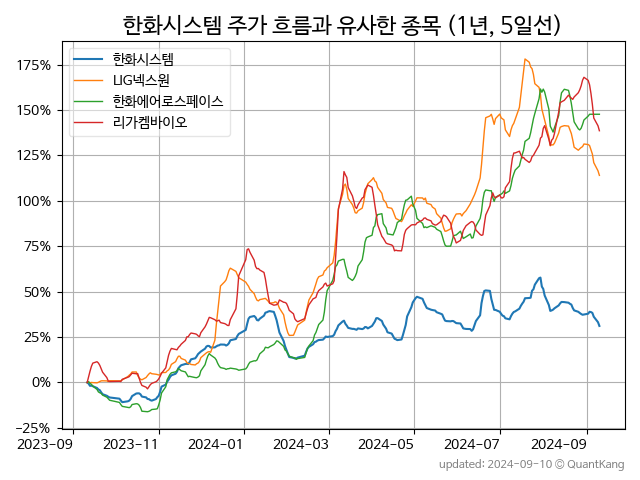 한화시스템 주가 흐름과 유사한 종목 (1년, 5일선)
한화시스템
LIG넥스원
한화에어로스페이스
리가켐바이오
175%
150%
125%
100%
75%
50%
25%
0%
−25%
2023-09 2023-11 2024-01 2024-03 2024-05 2024-07 2024-09
updated: 2024-09-10 © QuantKang